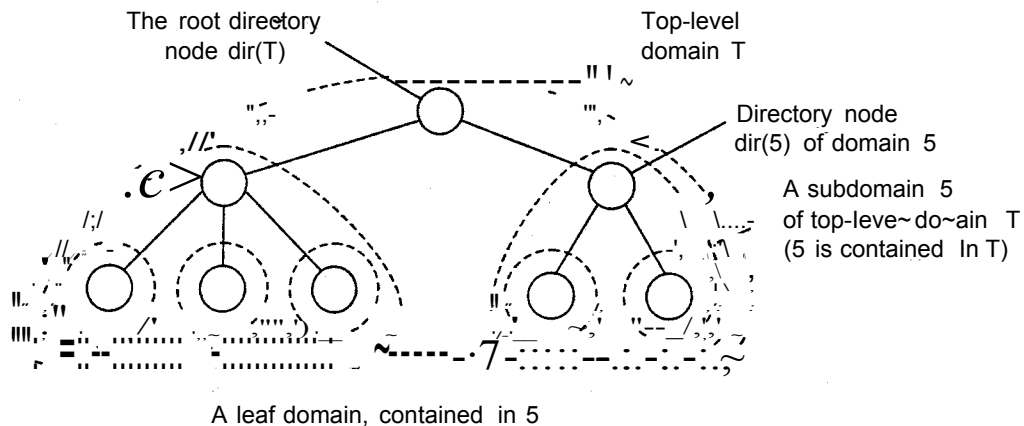 The root directory
node dir(T)
Top-level
domain T
Directory node
dir(5) of domain 5
A subdomain 5
of top-leve~ do~ain T
(5 is contained In T)
A leaf domain, contained in 5